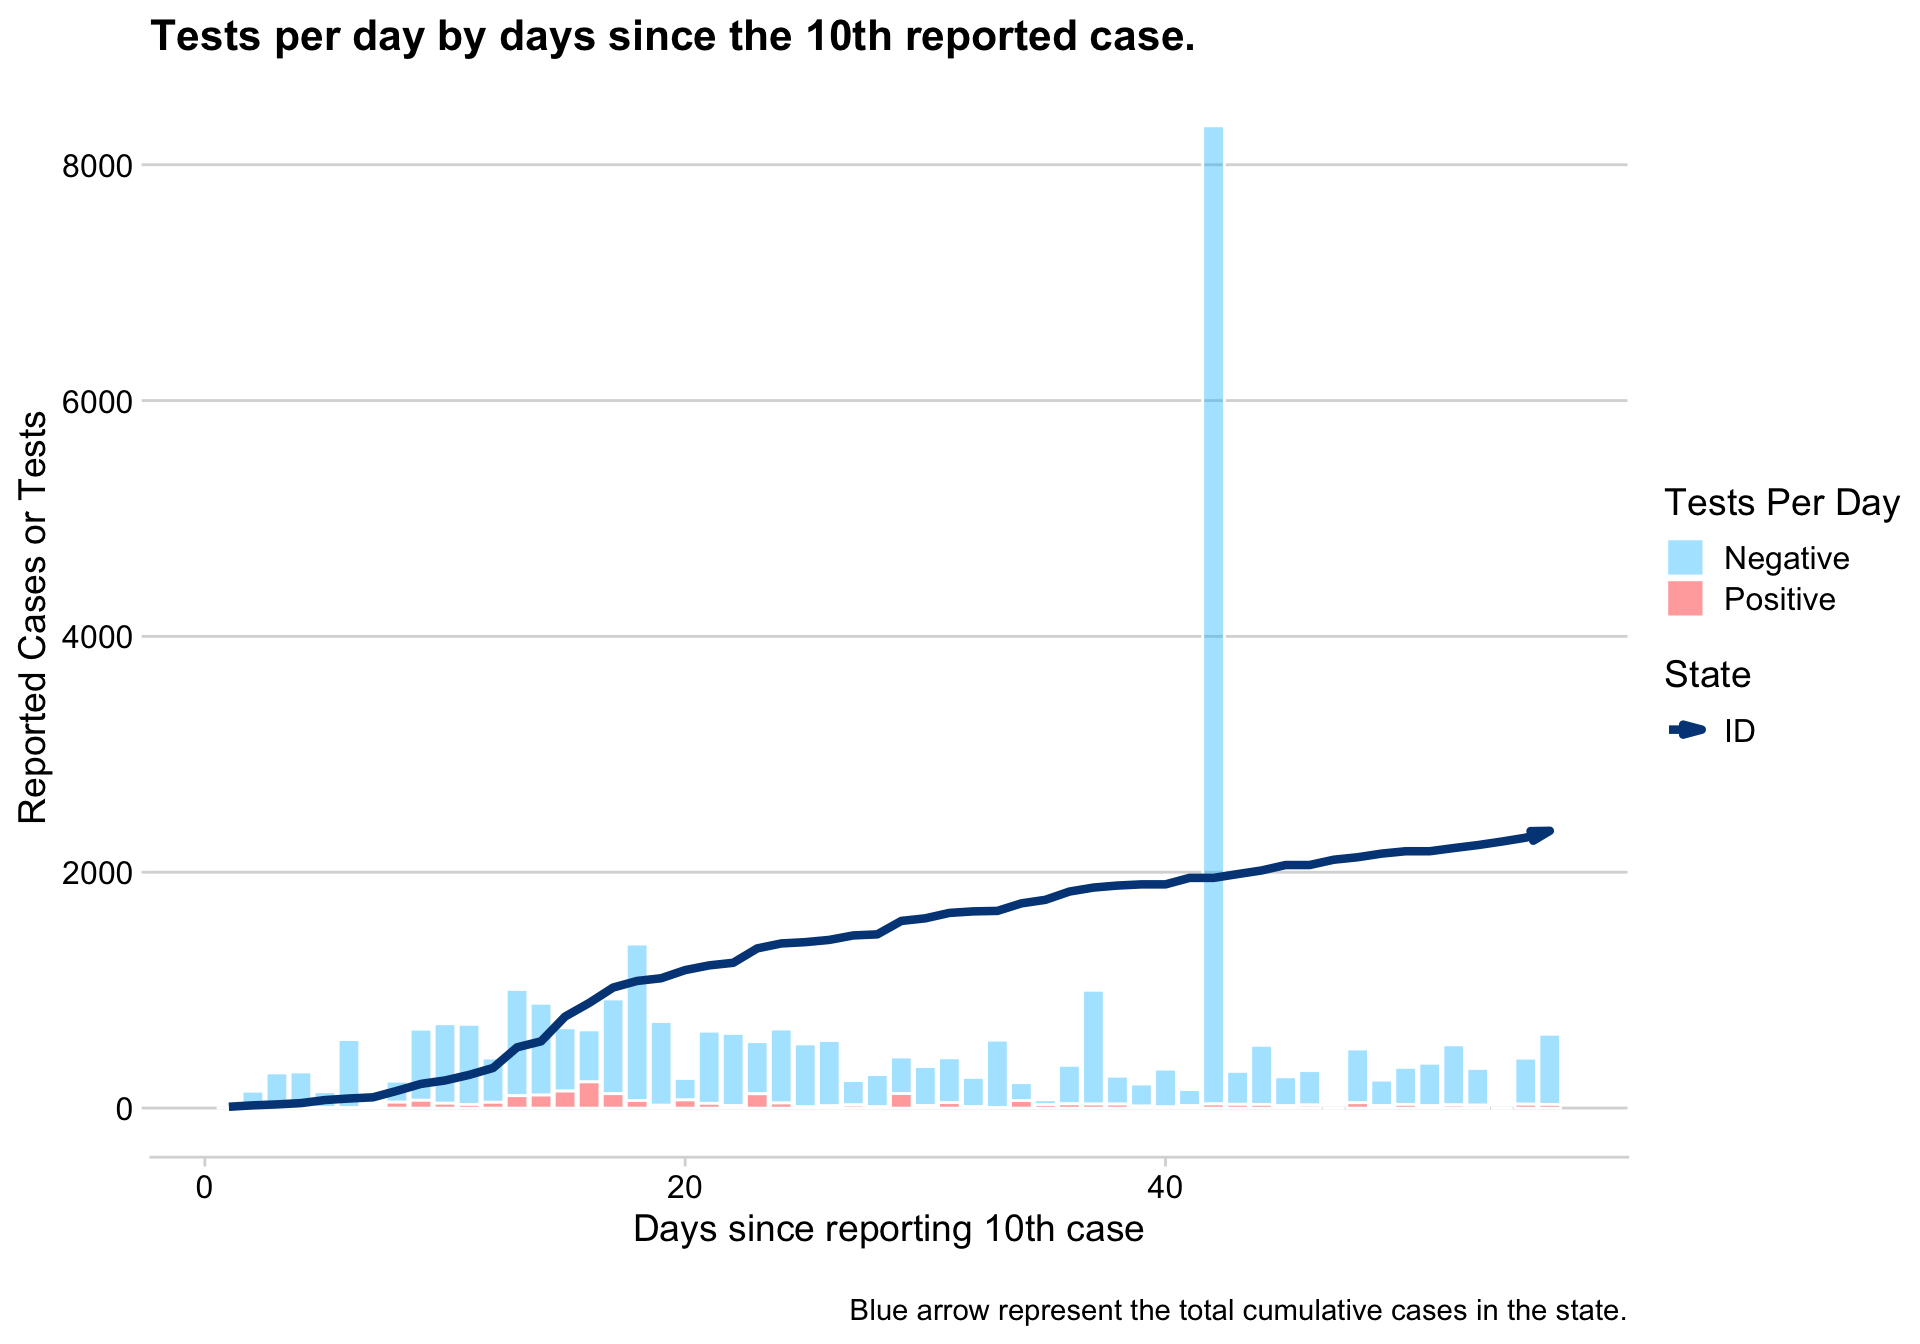 Tests per day by days since the 10th reported case.
8000
6000
4000
2000
0
Reported Cases or Tests
0 20 40
Days since reporting 10th case
Tests Per Day
Negative
Positive
State
ID
Blue arrow represent the total cumulative cases in the state.